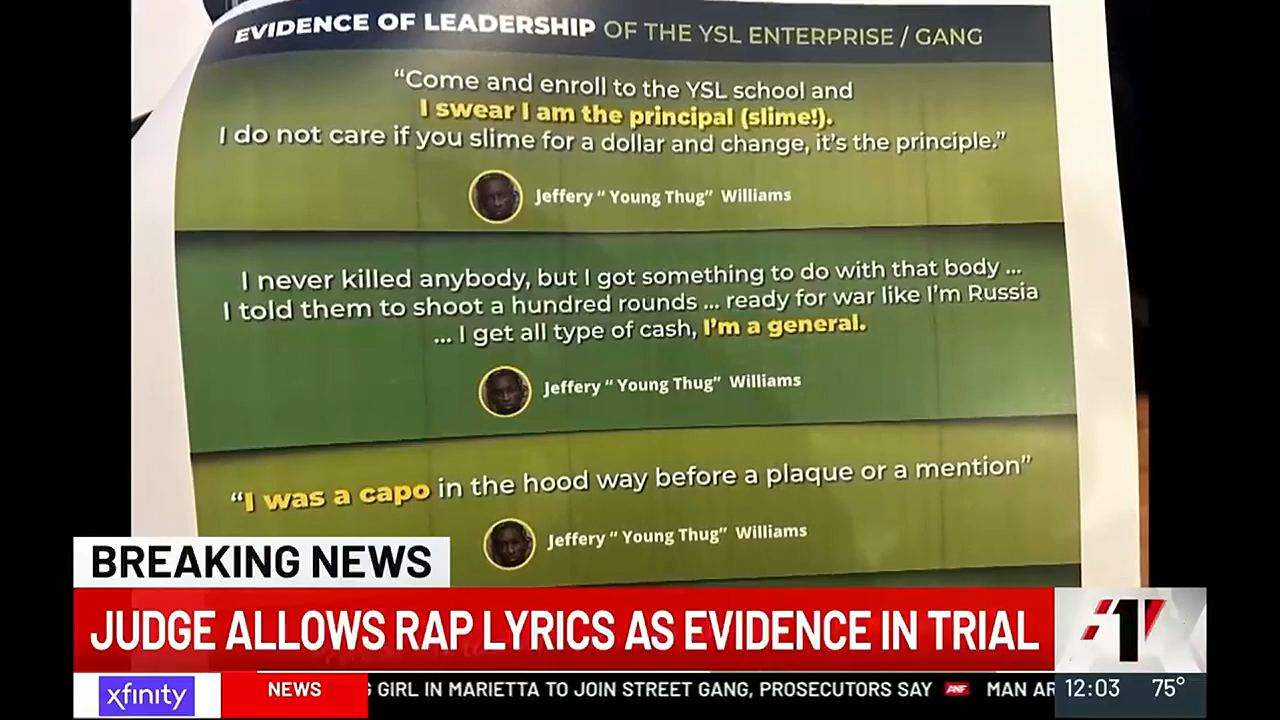 EVIDENCE OF LEADERSHIP OF THE YSL ENTERPRISE / GANG
“Come and enroll to the YSL school and
I swear I am the principal (slime!).
I do not care if you slime for a dollar and change, it’s the principle.”
Jeffery “ Young Thug” Williams
I never killed anybody, but I got something to do with that body ...
I told them to shoot a hundred rounds ... ready for war like I’m Russia
... I get all type of cash, I’m a general.
Jeffery “ Young Thug” Williams
“I was a capo in the hood way before a plaque or a mention”
Jeffery “ Young Thug” Williams
BREAKING NEWS
JUDGE ALLOWS RAP LYRICS AS EVIDENCE IN TRIAL
xfinity NEWS GIRL IN MARIETTA TO JOIN STREET GANG, PROSECUTORS SAY ANF MAN AR 12:03 75°